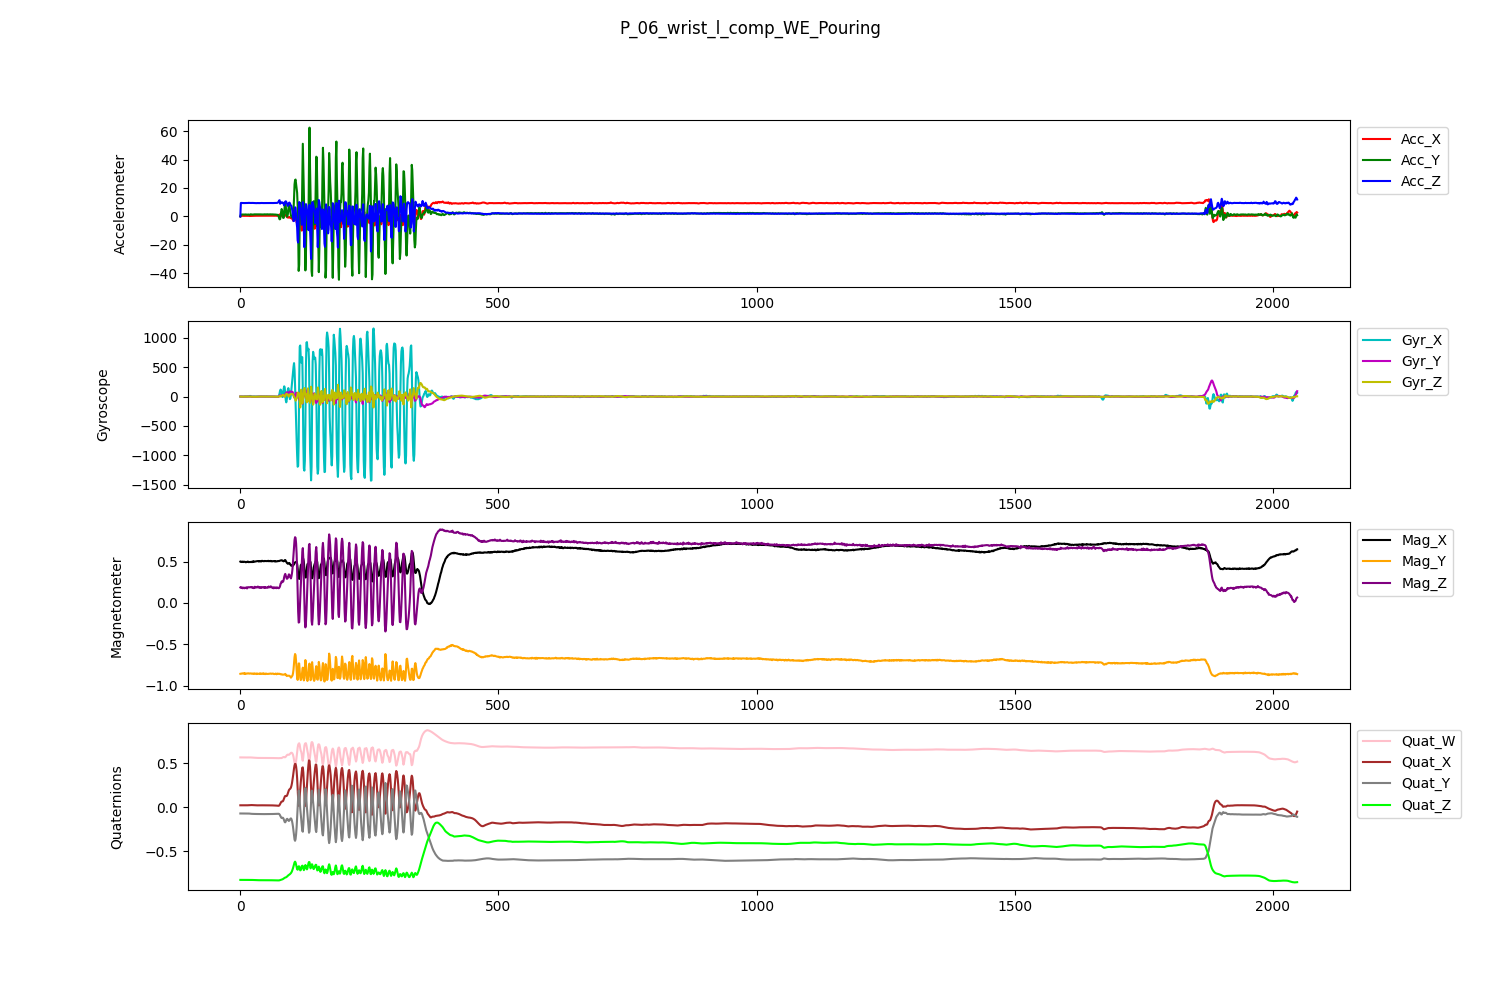 P_06_wrist_l_comp_WE_Pouring
Accelerometer
60
40
20
0
−20
−40
0 500 1000 1500 2000
Acc_X
Acc_Y
Acc_Z
Gyroscope
1000
500
0
−500
−1000
−1500
0 500 1000 1500 2000
Gyr_X
Gyr_Y
Gyr_Z
Magnetometer
0.5
0.0
−0.5
−1.0
0 500 1000 1500 2000
Mag_X
Mag_Y
Mag_Z
Quaternions
0.5
0.0
−0.5
0 500 1000 1500 2000
Quat_W
Quat_X
Quat_Y
Quat_Z